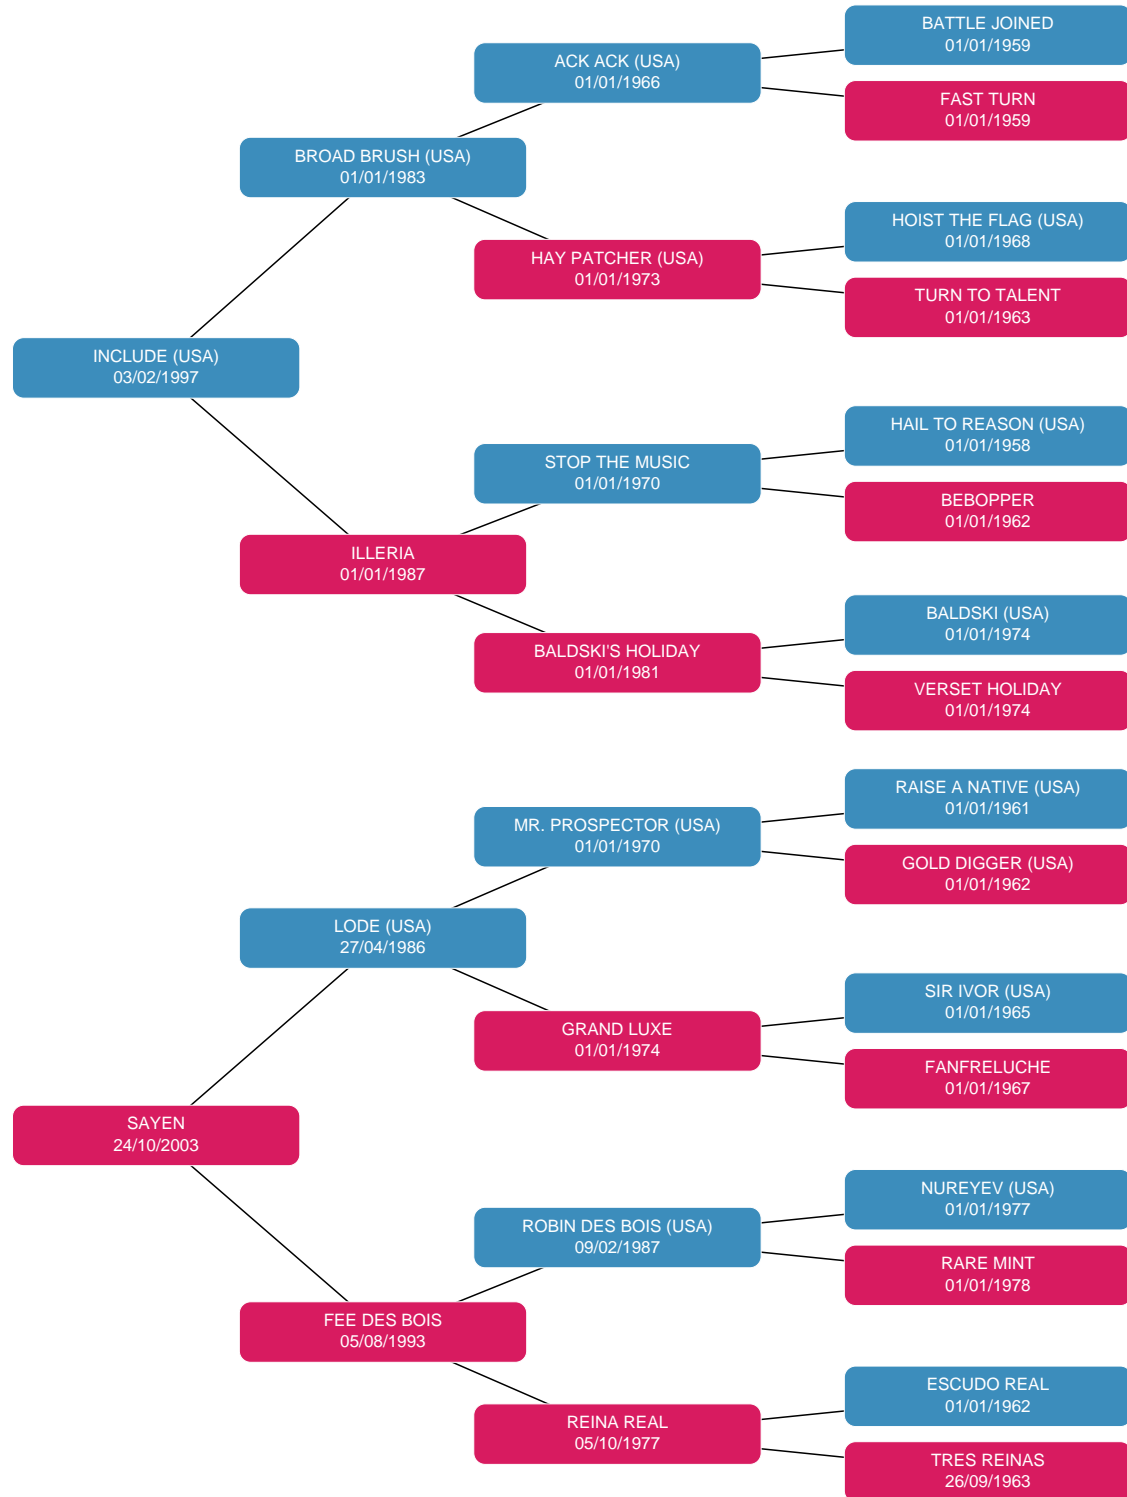 BATTLE JOINED
01/01/1959
ACK ACK (USA)
01/01/1966
FAST TURN
01/01/1959
BROAD BRUSH (USA)
01/01/1983
HOIST THE FLAG (USA)
01/01/1968
HAY PATCHER (USA)
01/01/1973
TURN TO TALENT
01/01/1963
INCLUDE (USA)
03/02/1997
HAIL TO REASON (USA)
01/01/1958
STOP THE MUSIC
01/01/1970
BEBOPPER
01/01/1962
ILLERIA
01/01/1987
BALDSKI (USA)
01/01/1974
BALDSKI'S HOLIDAY
01/01/1981
VERSET HOLIDAY
01/01/1974
RAISE A NATIVE (USA)
01/01/1961
MR. PROSPECTOR (USA)
01/01/1970
GOLD DIGGER (USA)
01/01/1962
LODE (USA)
27/04/1986
SIR IVOR (USA)
01/01/1965
GRAND LUXE
01/01/1974
FANFRELUCHE
01/01/1967
SAYEN
24/10/2003
NUREYEV (USA)
01/01/1977
ROBIN DES BOIS (USA)
09/02/1987
RARE MINT
01/01/1978
FEE DES BOIS
05/08/1993
ESCUDO REAL
01/01/1962
REINA REAL
05/10/1977
TRES REINAS
26/09/1963